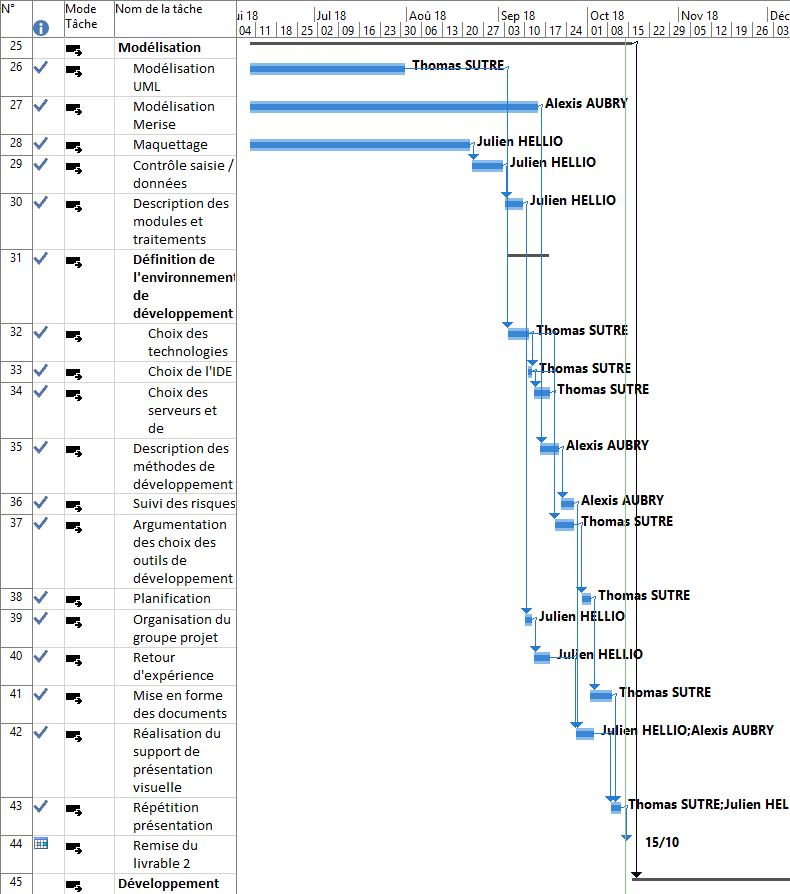 N° Mode Tâche Nom de la tâche
ui 18 Jul 18 Aoû 18 Sep 18 Oct 18 Nov 18 Déc
04 11 18 25 02 09 16 23 30 06 13 20 27 03 10 17 24 01 08 15 22 29 05 12 19 26 03
25 Modélisation
26 Modélisation UML Thomas SUTRE
27 Modélisation Merise Alexis AUBRY
28 Maquettage Julien HELLIO
29 Contrôle saisie / données Julien HELLIO
30 Description des modules et traitements Julien HELLIO
31 Définition de l'environnement de développement
32 Choix des technologies Thomas SUTRE
33 Choix de l'IDE Thomas SUTRE
34 Choix des serveurs et de Thomas SUTRE
35 Description des méthodes de développement Alexis AUBRY
36 Suivi des risques Alexis AUBRY
37 Argumentation des choix des outils de développement Thomas SUTRE
38 Planification Thomas SUTRE
39 Organisation du groupe projet Julien HELLIO
40 Retour d'expérience Julien HELLIO
41 Mise en forme des documents Thomas SUTRE
42 Réalisation du support de présentation visuelle Julien HELLIO;Alexis AUBRY
43 Répétition présentation Thomas SUTRE;Julien HEL
44 Remise du livrable 2 15/10
45 Développement